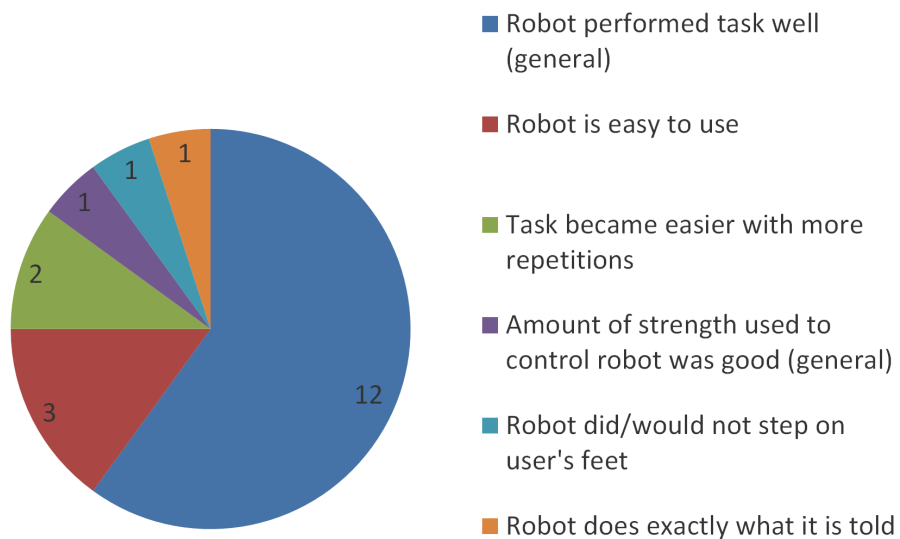 Robot performed task well
(general)
Robot is easy to use
Task became easier with more
repetitions
Amount of strength used to
control robot was good (general)
Robot did/would not step on
user's feet
Robot does exactly what it is told
1
1
1
2
3
12